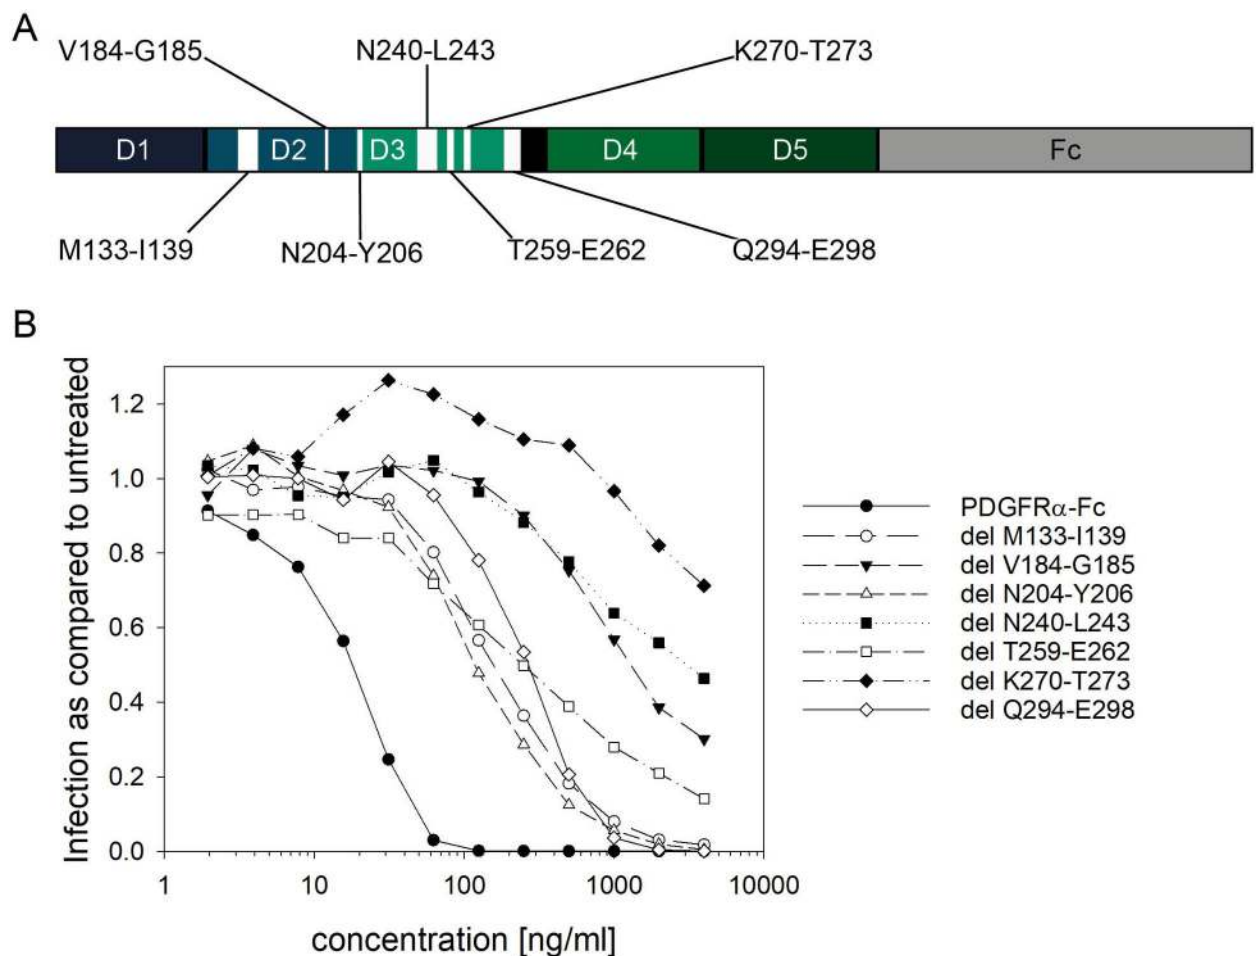 A
V184-G185
N240-L243
K270-T273
D1
D2
D3
D4
D5
Fc
M133-I139
N204-Y206
T259-E262
Q294-E298
B
Infection as compared to untreated
1.2
1.0
0.8
0.6
0.4
0.2
0.0
1
10
100
1000
10000
concentration [ng/ml]
PDGFRα-Fc
del M133-I139
del V184-G185
del N204-Y206
del N240-L243
del T259-E262
del K270-T273
del Q294-E298